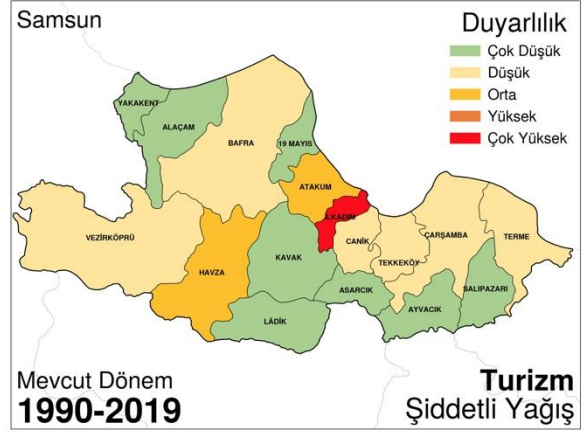 Samsun
Duyarlılık
Çok Düşük
Düşük
Orta
Yüksek
Çok Yüksek
YAKAKENT
ALAÇAM
BAFRA
19 MAYIS
ATAKUM
İLKADIM
VEZİRKÖPRÜ
HAVZA
KAVAK
CANİK
TEKKEKÖY
ÇARŞAMBA
TERME
ASARCIK
SALIPAZARI
AYVACIK
LÂDİK
Mevcut Dönem
1990-2019
Turizm
Şiddetli Yağış